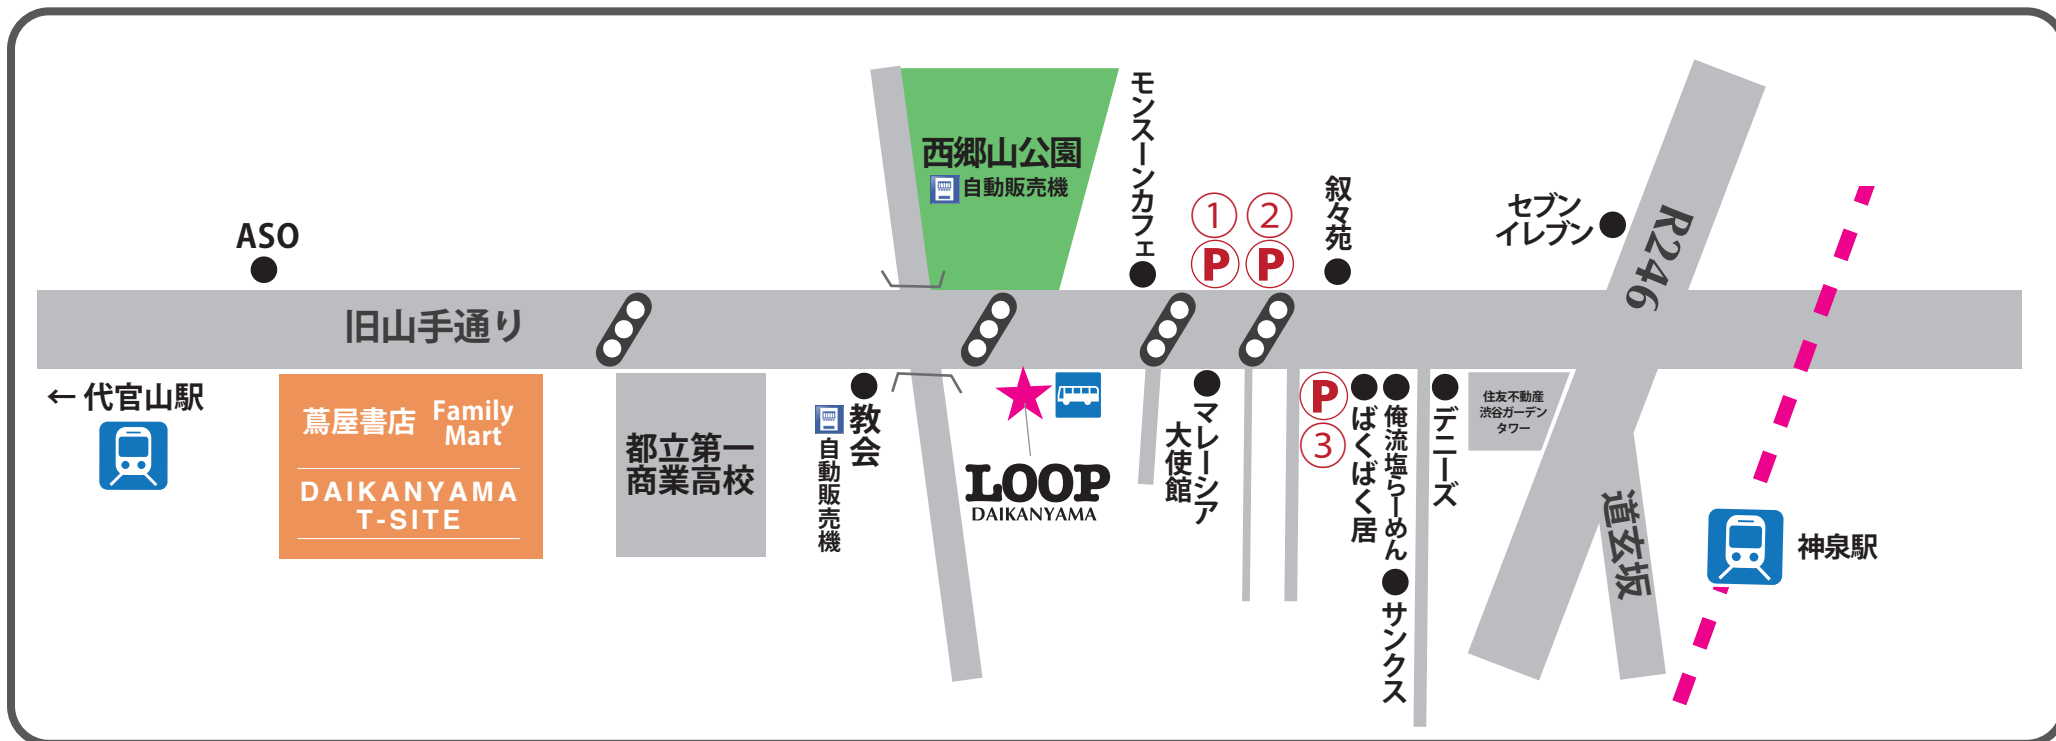 西郷山公園
自動販売機
モンスーンカフェ
①
②
P
P
叙々苑
セブン
イレブン
R246
ASO
旧山手通り
← 代官山駅
蔦屋書店
Family
Mart
DAIKANYAMA
T-SITE
都立第一
商業高校
教会
自動販売機
LOOP
DAIKANYAMA
マレーシア
大使館
P
③
ばくばく居
俺流塩らーめん
サンクス
デニーズ
住友不動産
渋谷ガーデン
タワー
道玄坂
神泉駅